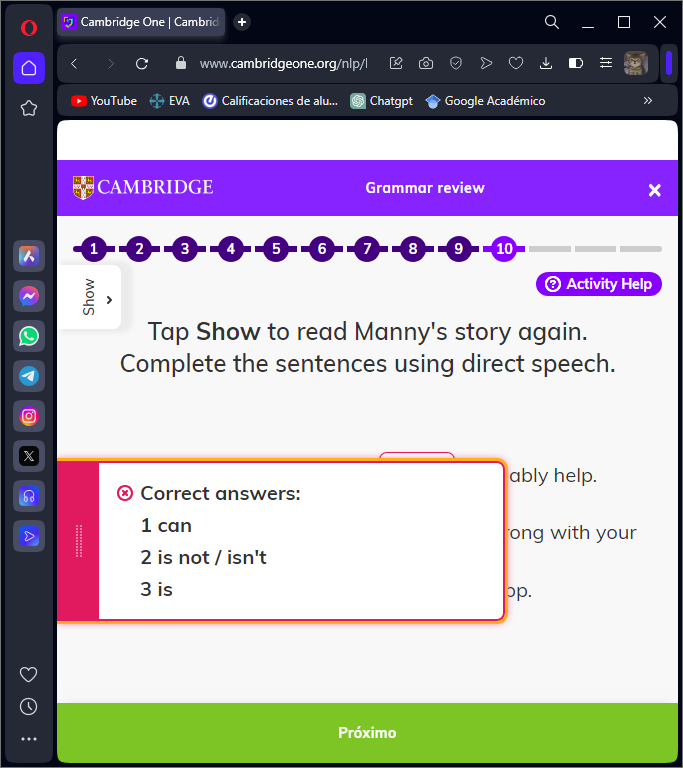 Cambridge One | Cambrid
www.cambridgeone.org/nlp/l
YouTube
EVA
Calificaciones de alu...
Chatgpt
Google Académico
CAMBRIDGE
Grammar review
1 2 3 4 5 6 7 8 9 10
Show
Activity Help
Tap Show to read Manny's story again.
Complete the sentences using direct speech.
ably help.
Correct answers:
1 can
rong with your
2 is not / isn't
3 is
pp.
Próximo